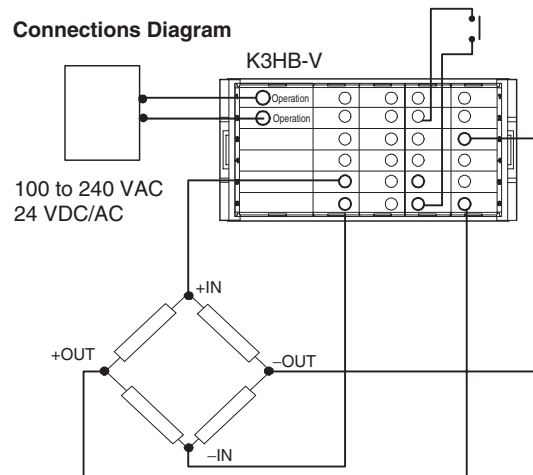 Connections Diagram
K3HB-V
Operation
Operation
100 to 240 VAC
24 VDC/AC
+IN
+OUT
−OUT
−IN